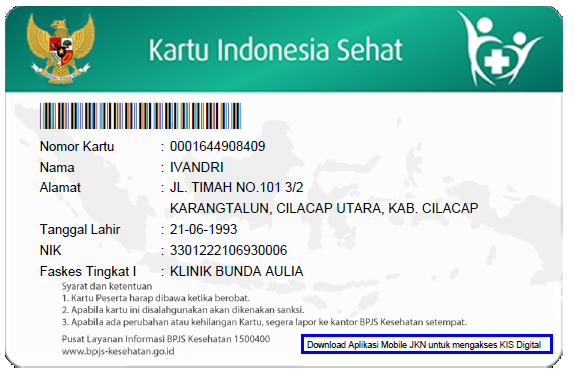 Kartu Indonesia Sehat
Nomor Kartu : 0001644908409
Nama : IVANDRI
Alamat : JL. TIMAH NO.101 3/2
KARANGTALUN, CILACAP UTARA, KAB. CILACAP
Tanggal Lahir : 21-06-1993
NIK : 3301222106930006
Faskes Tingkat I : KLINIK BUNDA AULIA
Syarat dan ketentuan
1. Kartu Peserta harap dibawa ketika berobat.
2. Apabila kartu ini disalahgunakan akan dikenakan sanksi.
3. Apabila ada perubahan atau kehilangan Kartu, segera lapor ke kantor BPJS Kesehatan setempat.
Pusat Layanan Informasi BPJS Kesehatan 1500400
www.bpjs-kesehatan.go.id
Download Aplikasi Mobile JKN untuk mengakses KIS Digital